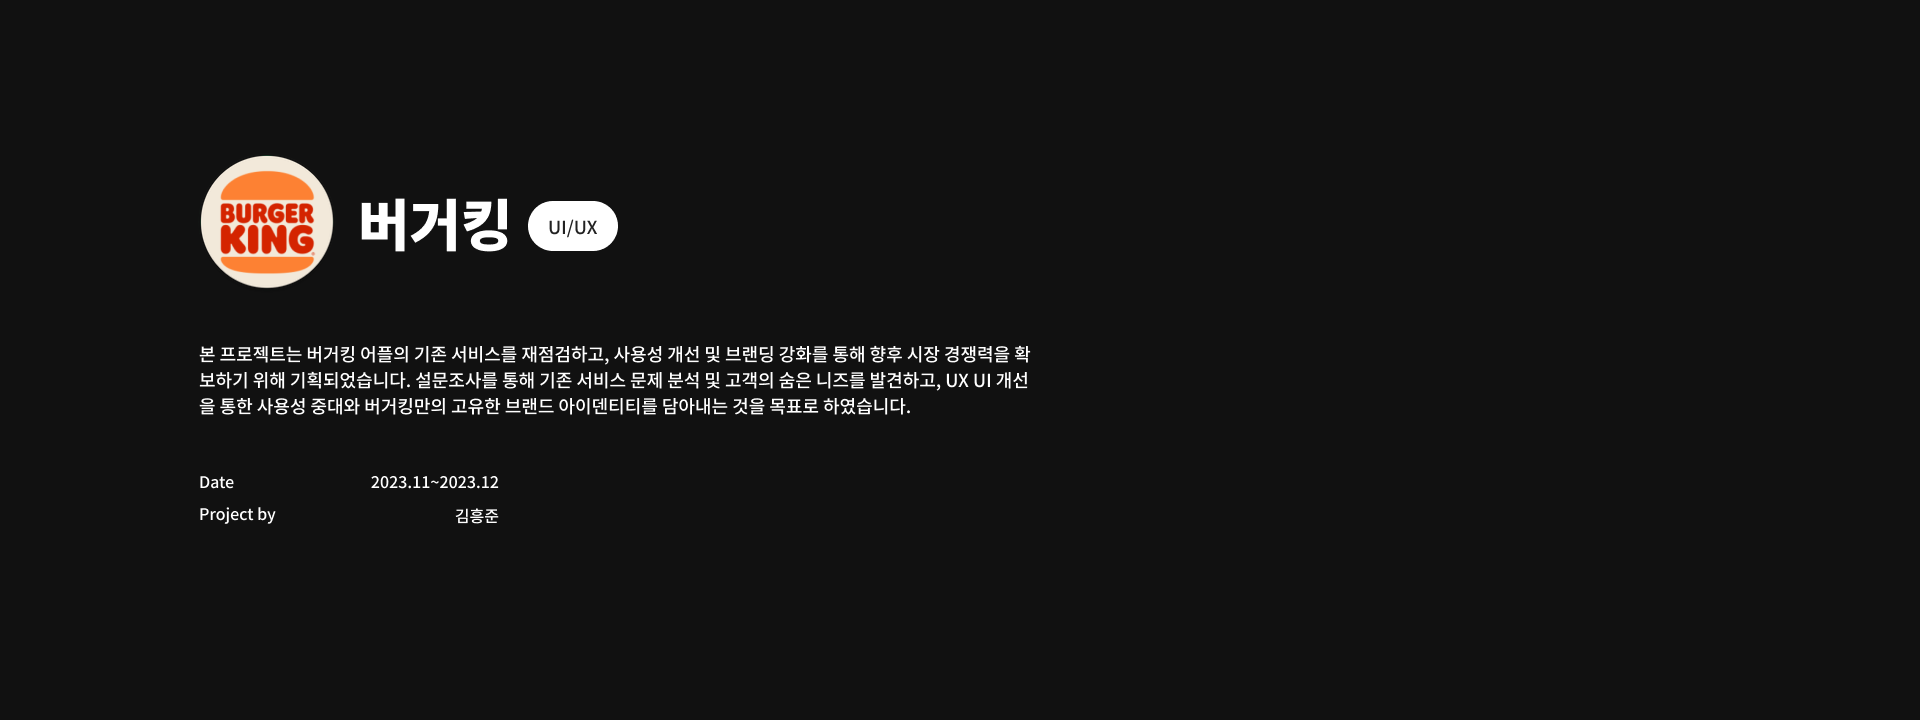 BURGER
KING
버거킹
UI/UX
본 프로젝트는 버거킹 어플의 기존 서비스를 재점검하고, 사용성 개선 및 브랜딩 강화를 통해 향후 시장 경쟁력을 확
보하기 위해 기획되었습니다. 설문조사를 통해 기존 서비스 문제 분석 및 고객의 숨은 니즈를 발견하고, UX UI 개선
을 통한 사용성 중대와 버거킹만의 고유한 브랜드 아이덴티티를 담아내는 것을 목표로 하였습니다.
Date 2023.11~2023.12
Project by 김흥준